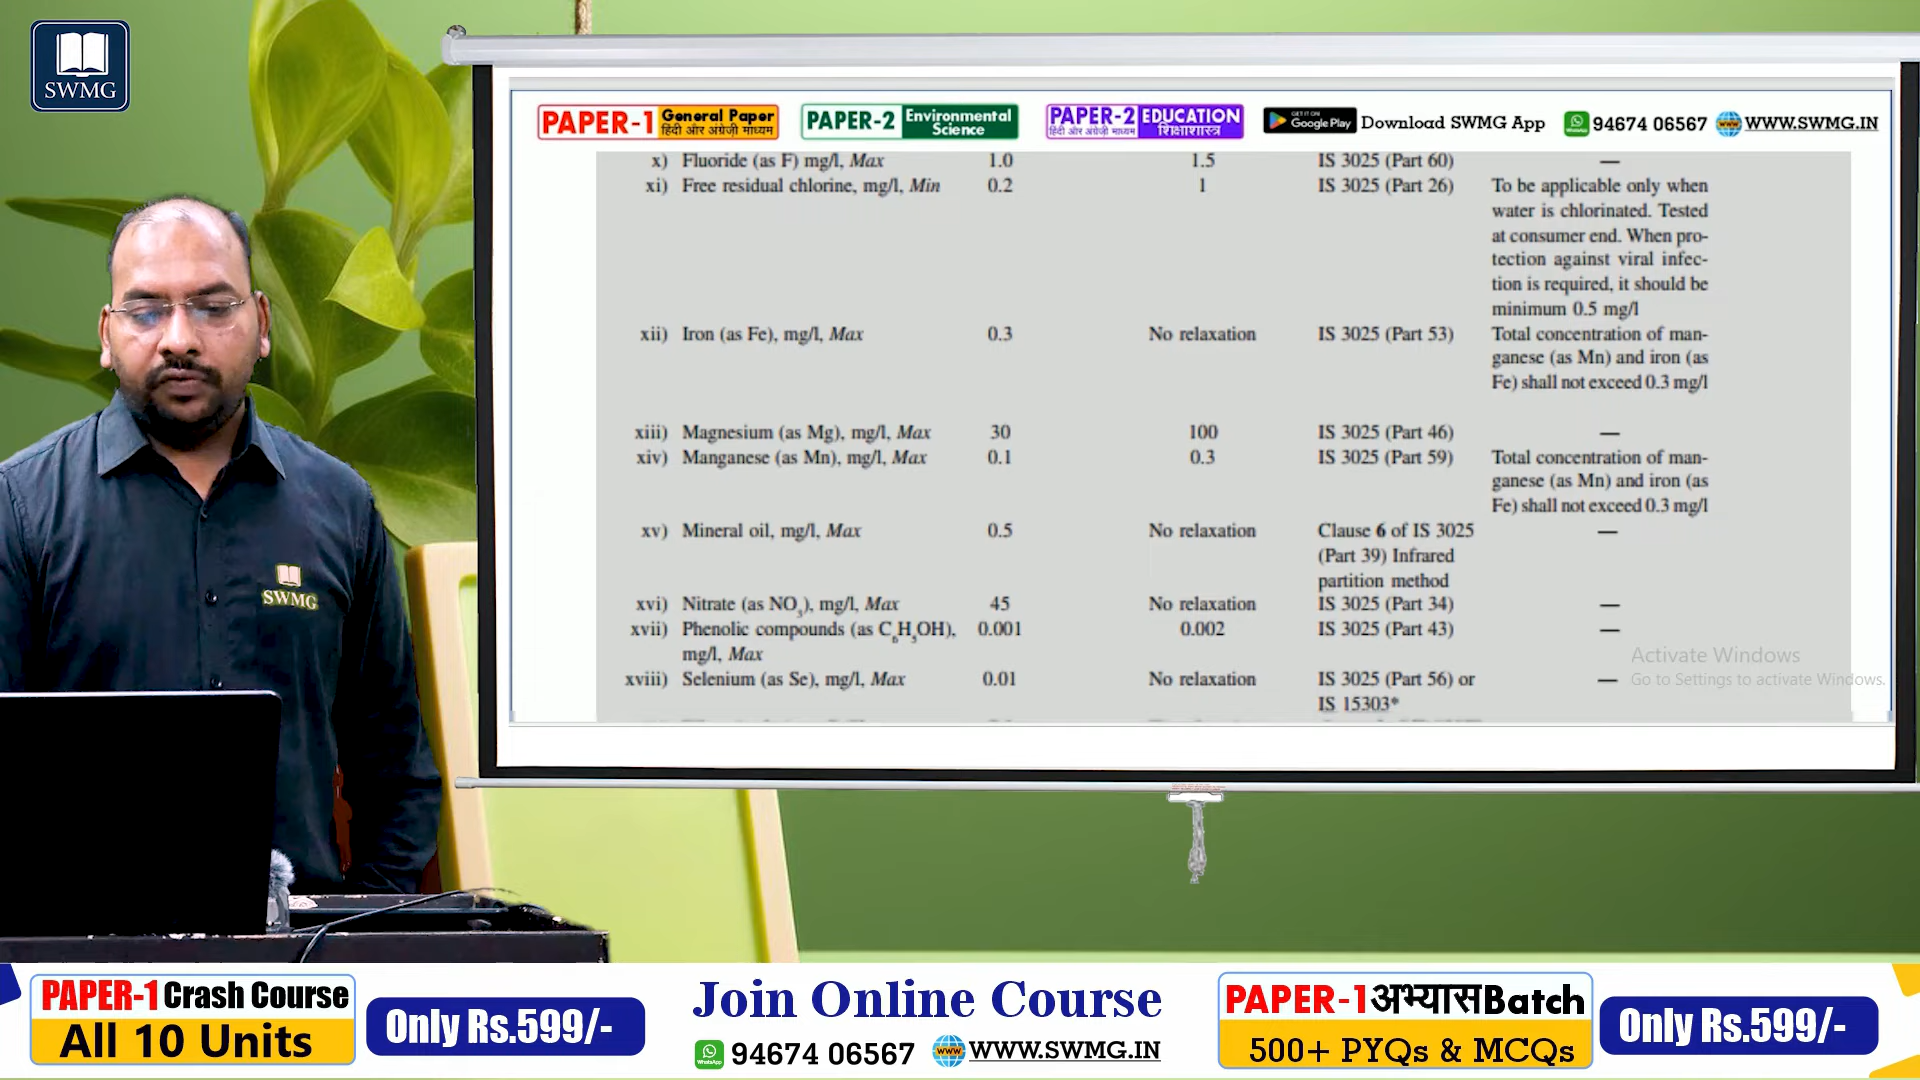 SWMG
PAPER-1 General Paper हिंदी और अंग्रेज़ी माध्यम
PAPER-2 Environmental Science
PAPER-2 हिंदी और अंग्रेज़ी माध्यम EDUCATION शिक्षाशास्त्र
GET IT ON Google Play Download SWMG App
94674 06567 WWW.SWMG.IN
x) Fluoride (as F) mg/l, Max 1.0 1.5 IS 3025 (Part 60) —
xi) Free residual chlorine, mg/l, Min 0.2 1 IS 3025 (Part 26) To be applicable only when
water is chlorinated. Tested
at consumer end. When pro-
tection against viral infec-
tion is required, it should be
minimum 0.5 mg/l
xii) Iron (as Fe), mg/l, Max 0.3 No relaxation IS 3025 (Part 53) Total concentration of man-
ganese (as Mn) and iron (as
Fe) shall not exceed 0.3 mg/l
xiii) Magnesium (as Mg), mg/l, Max 30 100 IS 3025 (Part 46) —
xiv) Manganese (as Mn), mg/l, Max 0.1 0.3 IS 3025 (Part 59) Total concentration of man-
ganese (as Mn) and iron (as
Fe) shall not exceed 0.3 mg/l
xv) Mineral oil, mg/l, Max 0.5 No relaxation Clause 6 of IS 3025 —
(Part 39) Infrared
partition method
xvi) Nitrate (as NO3), mg/l, Max 45 No relaxation IS 3025 (Part 34) —
xvii) Phenolic compounds (as C6H5OH), 0.001 0.002 IS 3025 (Part 43) —
mg/l, Max
xviii) Selenium (as Se), mg/l, Max 0.01 No relaxation IS 3025 (Part 56) or —
IS 15303*
Activate Windows
Go to Settings to activate Windows.
SWMG
PAPER-1 Crash Course
All 10 Units
Only Rs.599/-
Join Online Course
94674 06567 WWW.SWMG.IN
PAPER-1 अभ्यास Batch
500+ PYQs & MCQs
Only Rs.599/-